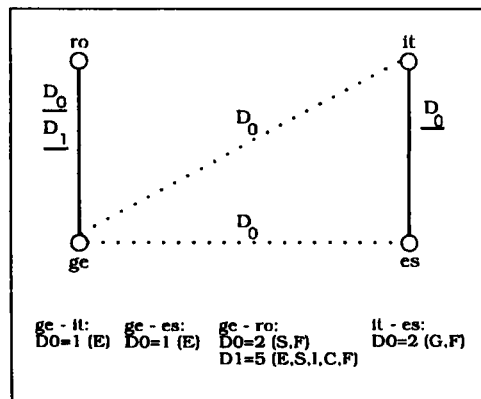 ro it
D0
D1
D0
D0
D0
ge es
ge - it: ge - es: ge - ro: it - es:
D0=1 (E) D0=1 (E) D0=2 (S,F) D0=2 (G,F)
D1=5 (E,S,I,C,F)